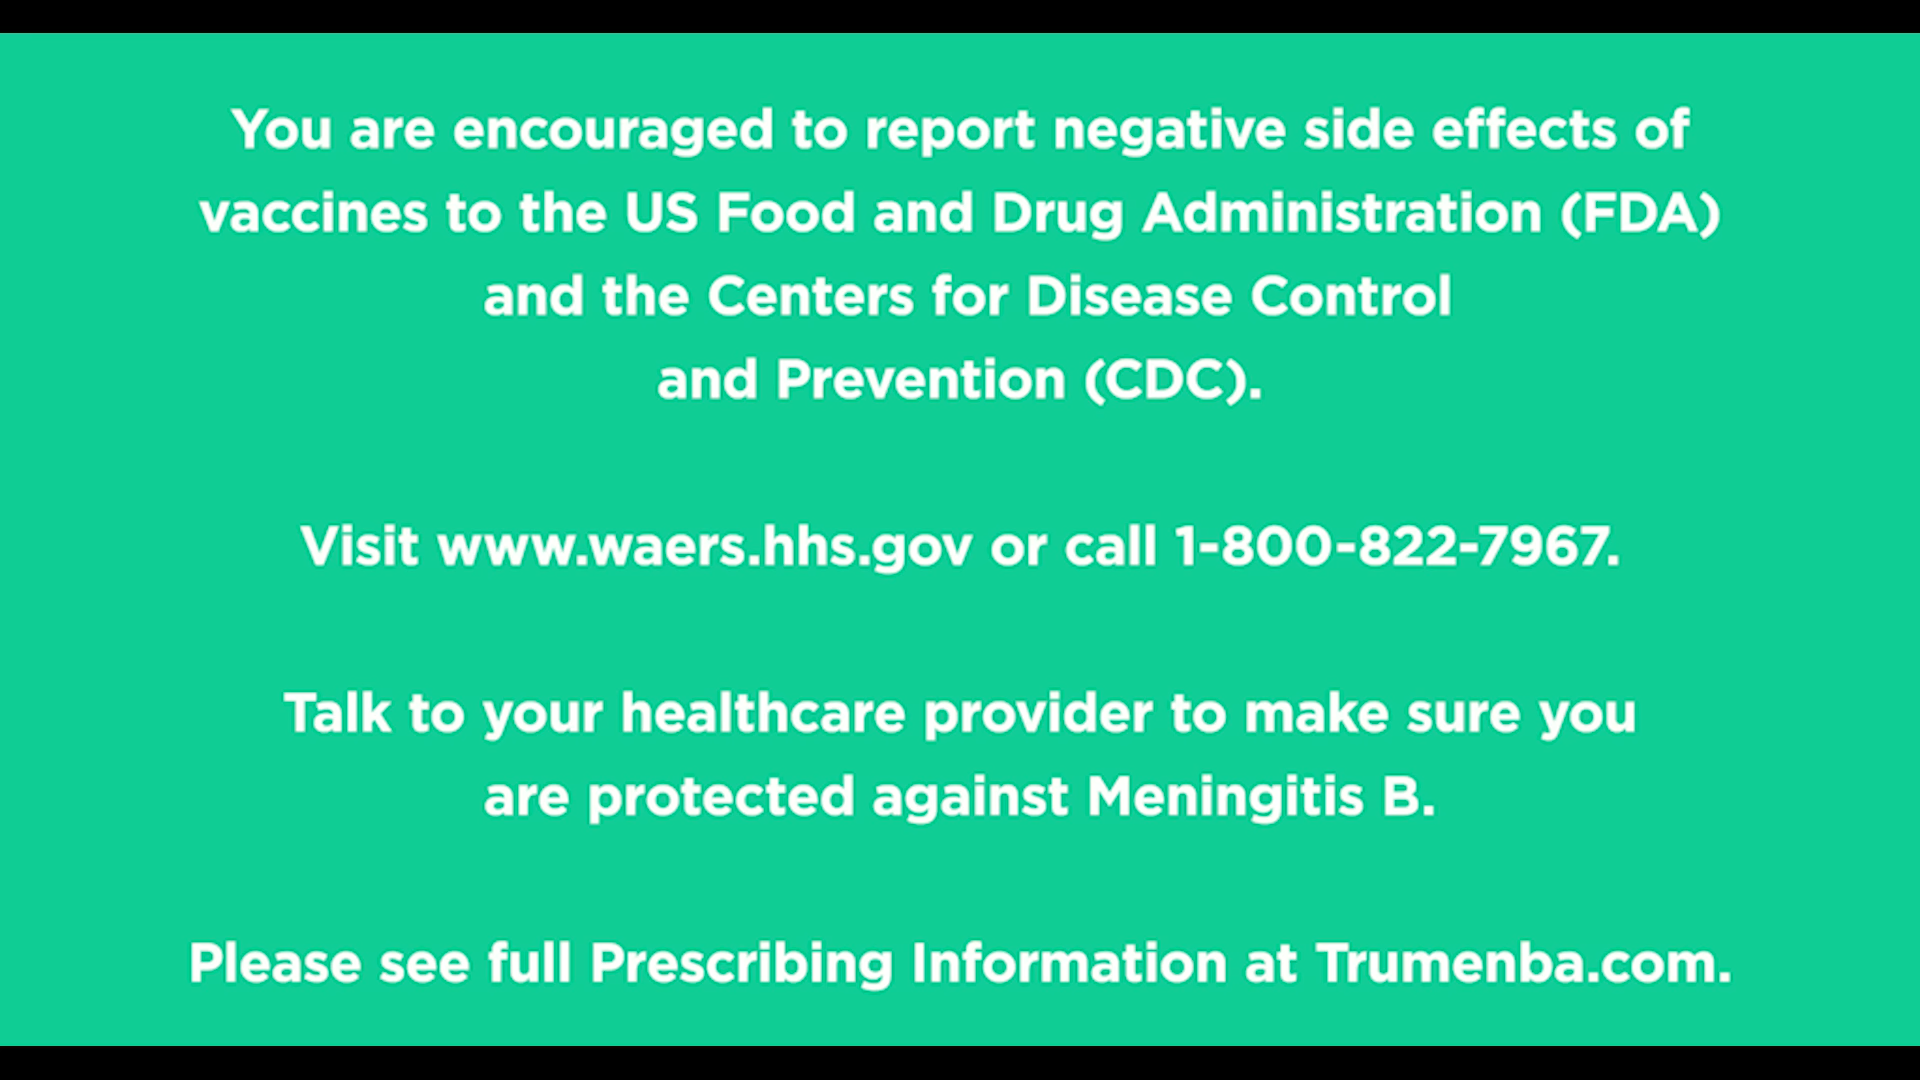 You are encouraged to report negative side effects of
vaccines to the US Food and Drug Administration (FDA)
and the Centers for Disease Control
and Prevention (CDC).
Visit www.waers.hhs.gov or call 1-800-822-7967.
Talk to your healthcare provider to make sure you
are protected against Meningitis B.
Please see full Prescribing Information at Trumenba.com.